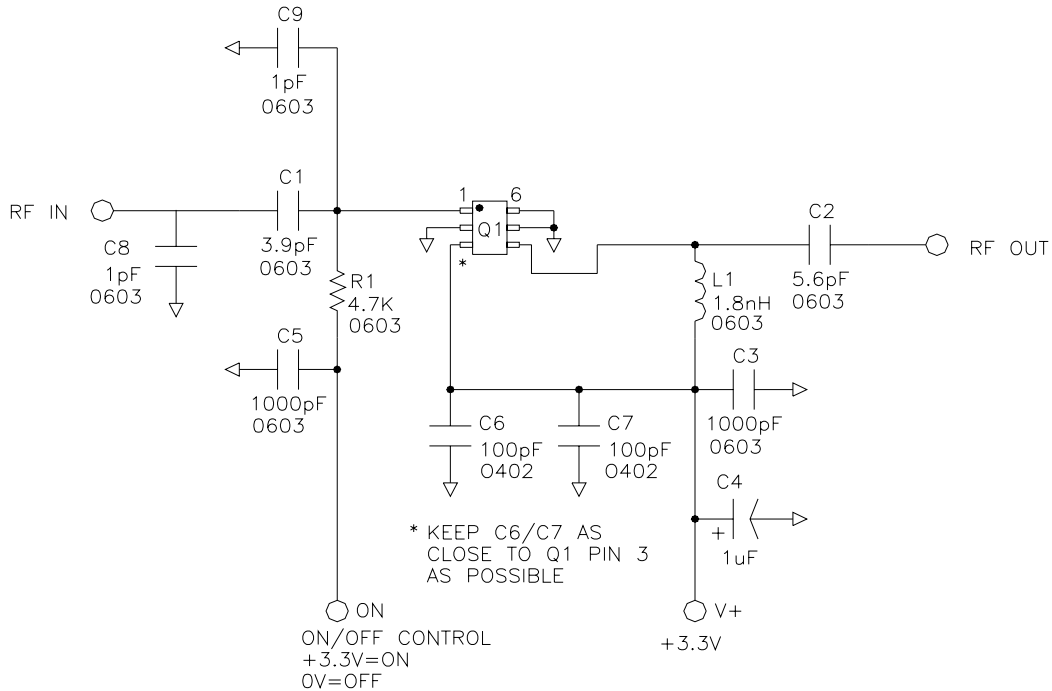 C9
1pF
0603
RF IN
C1
3.9pF
0603
C8
1pF
0603
1
6
Q1
*
C2
5.6pF
0603
RF OUT
R1
4.7K
0603
L1
1.8nH
0603
C5
1000pF
0603
C3
1000pF
0603
C6
100pF
0402
C7
100pF
0402
C4
+
1uF
* KEEP C6/C7 AS
CLOSE TO Q1 PIN 3
AS POSSIBLE
ON
ON/OFF CONTROL
+3.3V=ON
0V=OFF
V+
+3.3V